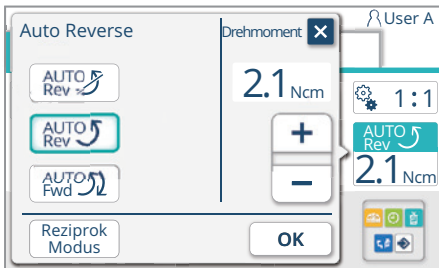 Auto Reverse
Drehmoment
User A
AUTO
Rev
2.1 Ncm
1:1
AUTO
Rev
+
AUTO
Rev
2.1 Ncm
AUTO
Fwd
−
Reziprok
Modus
OK